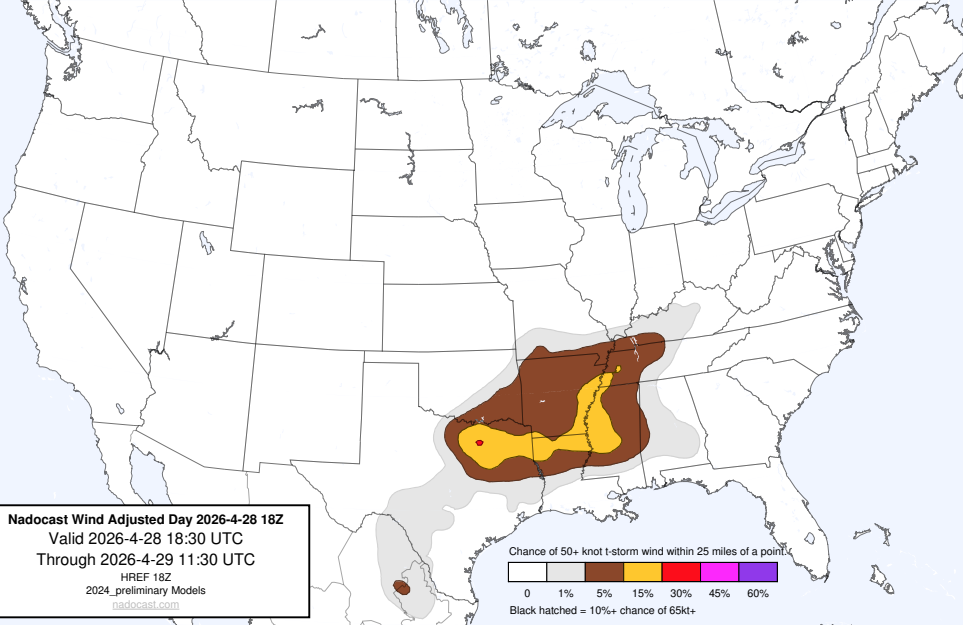 Nadocast Wind Adjusted Day 2026-4-28 18Z
Valid 2026-4-28 18:30 UTC
Through 2026-4-29 11:30 UTC
HREF 18Z
2024_preliminary Models
nadocast.com
Chance of 50+ knot t-storm wind within 25 miles of a point.
0 1% 5% 15% 30% 45% 60%
Black hatched = 10%+ chance of 65kt+